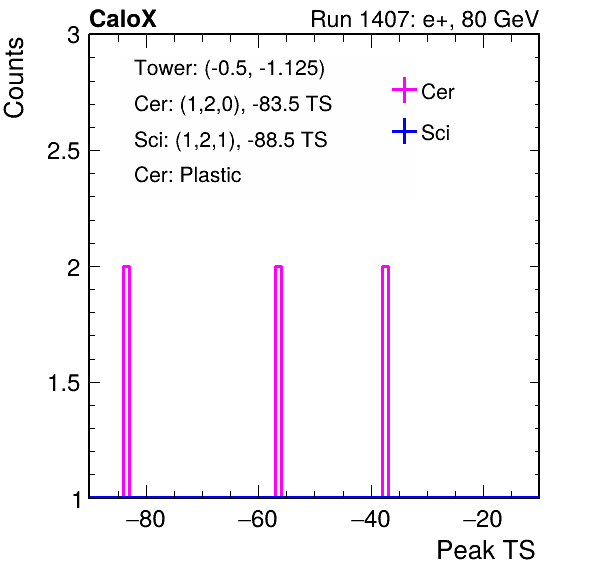 CaloX Run 1407: e+, 80 GeV
Counts
Tower: (-0.5, -1.125)
Cer: (1,2,0), -83.5 TS
Sci: (1,2,1), -88.5 TS
Cer: Plastic
Cer
Sci
3
2.5
2
1.5
1
−80 −60 −40 −20
Peak TS